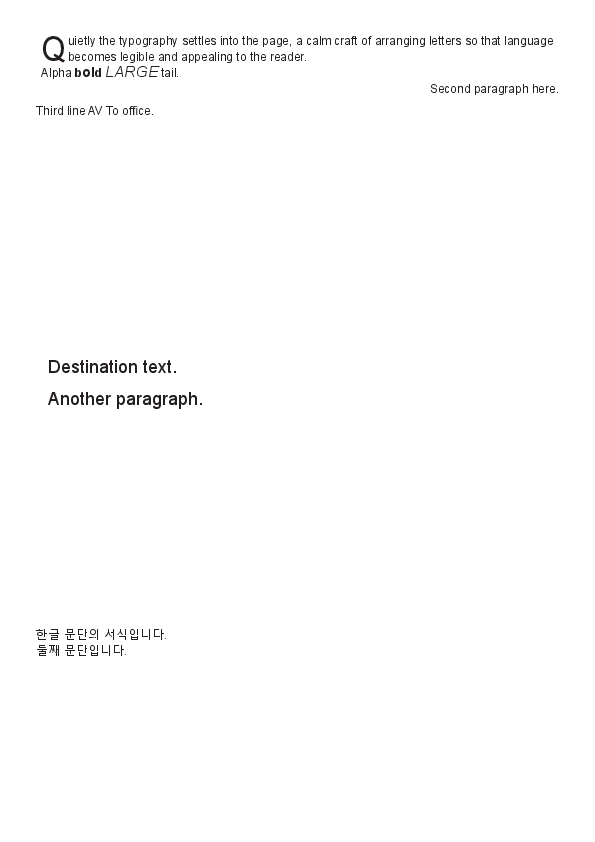 Quietly the typography settles into the page, a calm craft of arranging letters so that language
becomes legible and appealing to the reader.
Alpha bold LARGE tail.
Second paragraph here.
Third line AV To office.
Destination text.
Another paragraph.
한글 문단의 서식입니다.
둘째 문단입니다.